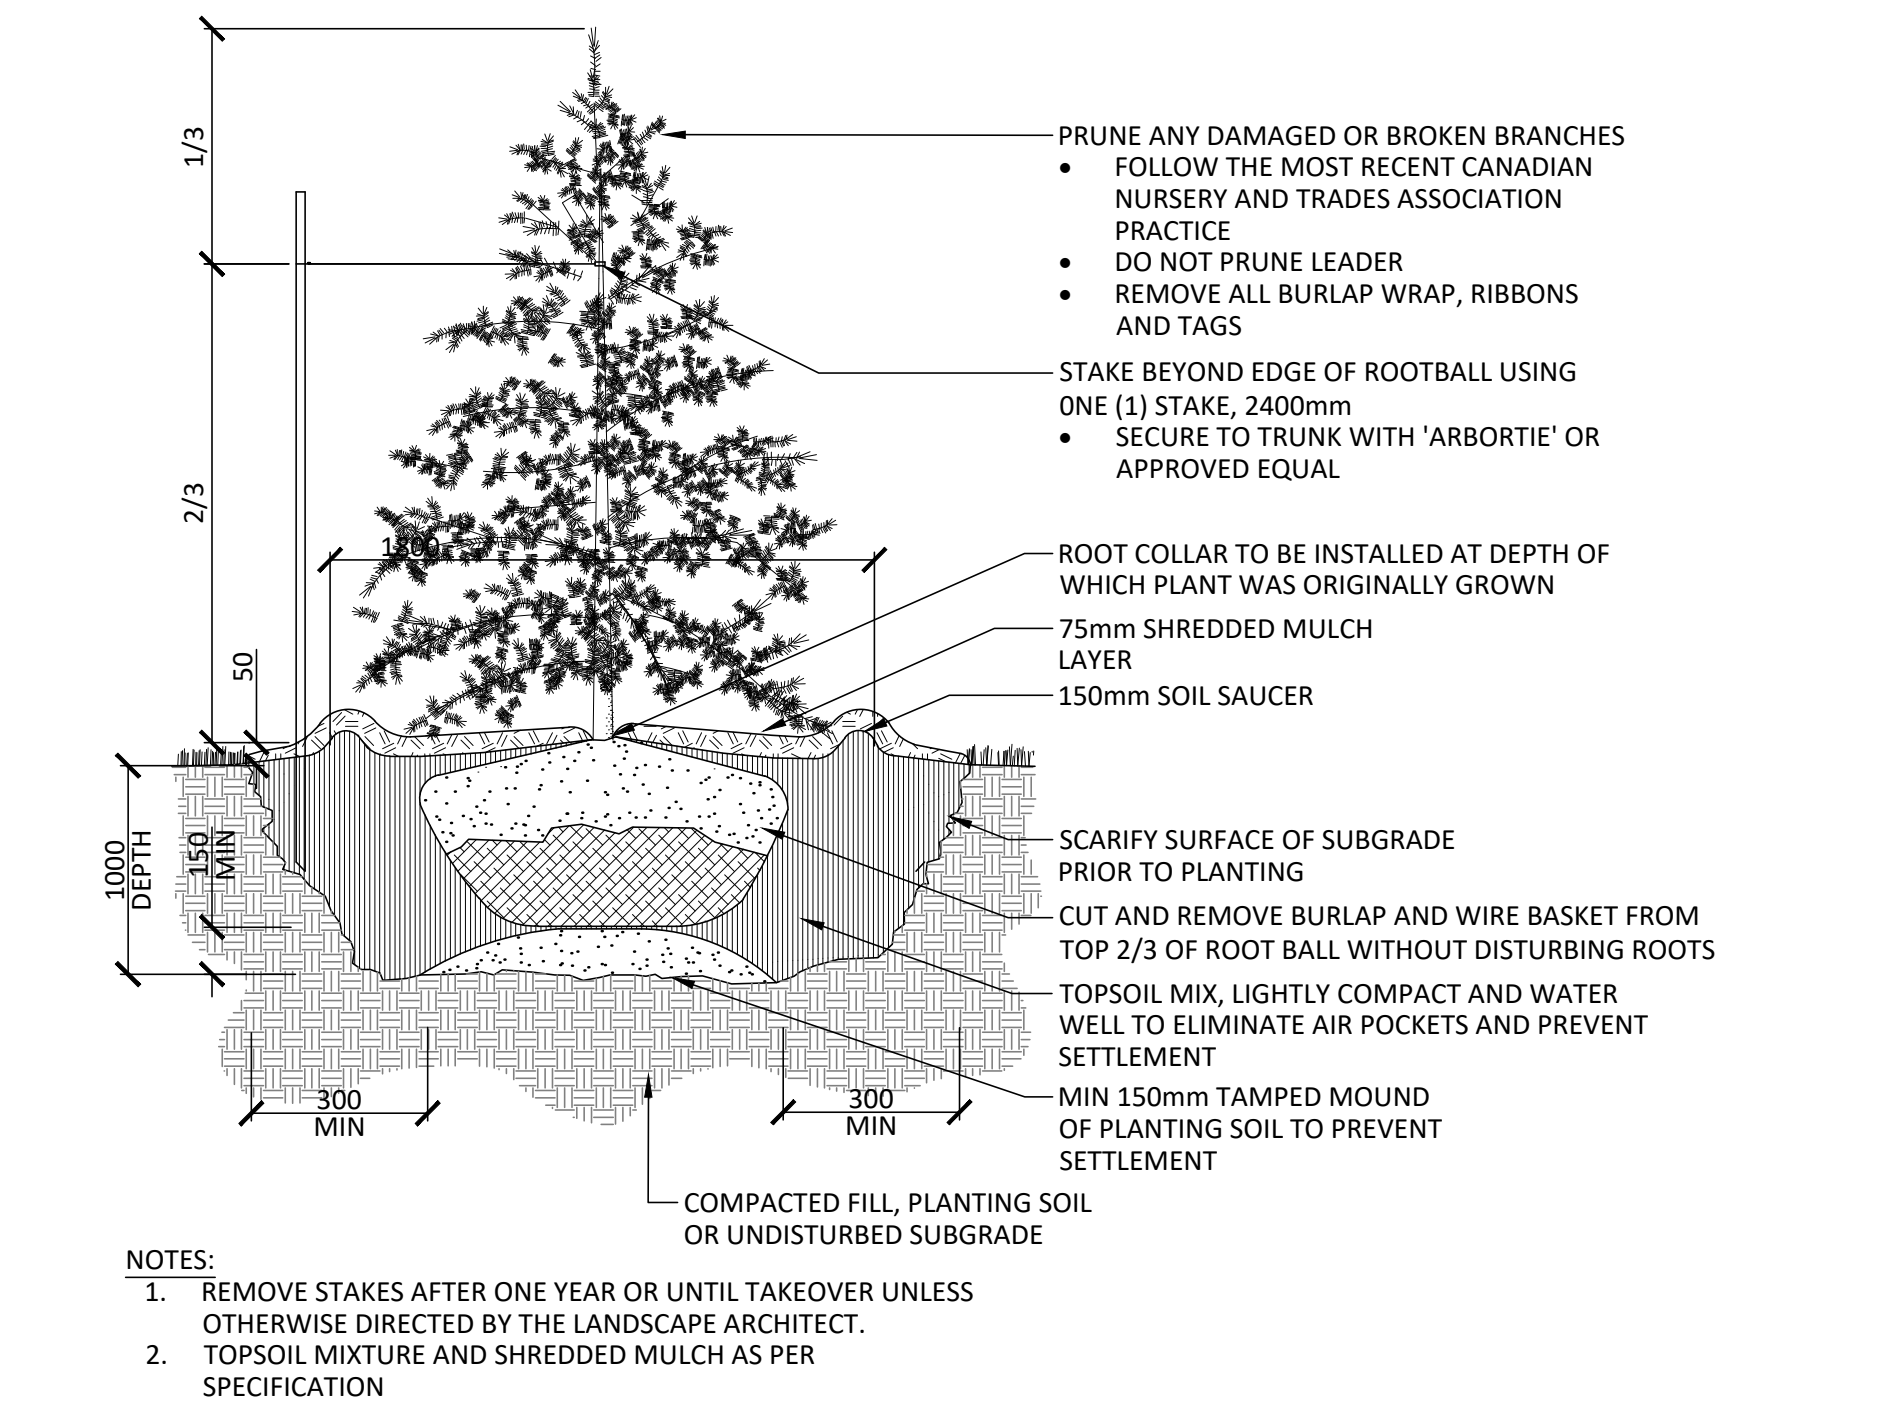 1/3
2/3
1800
50
1000
DEPTH
150
MIN
300
MIN
300
MIN
PRUNE ANY DAMAGED OR BROKEN BRANCHES
• FOLLOW THE MOST RECENT CANADIAN
NURSERY AND TRADES ASSOCIATION
PRACTICE
• DO NOT PRUNE LEADER
• REMOVE ALL BURLAP WRAP, RIBBONS
AND TAGS
STAKE BEYOND EDGE OF ROOTBALL USING
0NE (1) STAKE, 2400mm
• SECURE TO TRUNK WITH 'ARBORTIE' OR
APPROVED EQUAL
ROOT COLLAR TO BE INSTALLED AT DEPTH OF
WHICH PLANT WAS ORIGINALLY GROWN
75mm SHREDDED MULCH
LAYER
150mm SOIL SAUCER
SCARIFY SURFACE OF SUBGRADE
PRIOR TO PLANTING
CUT AND REMOVE BURLAP AND WIRE BASKET FROM
TOP 2/3 OF ROOT BALL WITHOUT DISTURBING ROOTS
TOPSOIL MIX, LIGHTLY COMPACT AND WATER
WELL TO ELIMINATE AIR POCKETS AND PREVENT
SETTLEMENT
MIN 150mm TAMPED MOUND
OF PLANTING SOIL TO PREVENT
SETTLEMENT
COMPACTED FILL, PLANTING SOIL
OR UNDISTURBED SUBGRADE
NOTES:
1. REMOVE STAKES AFTER ONE YEAR OR UNTIL TAKEOVER UNLESS
OTHERWISE DIRECTED BY THE LANDSCAPE ARCHITECT.
2. TOPSOIL MIXTURE AND SHREDDED MULCH AS PER
SPECIFICATION